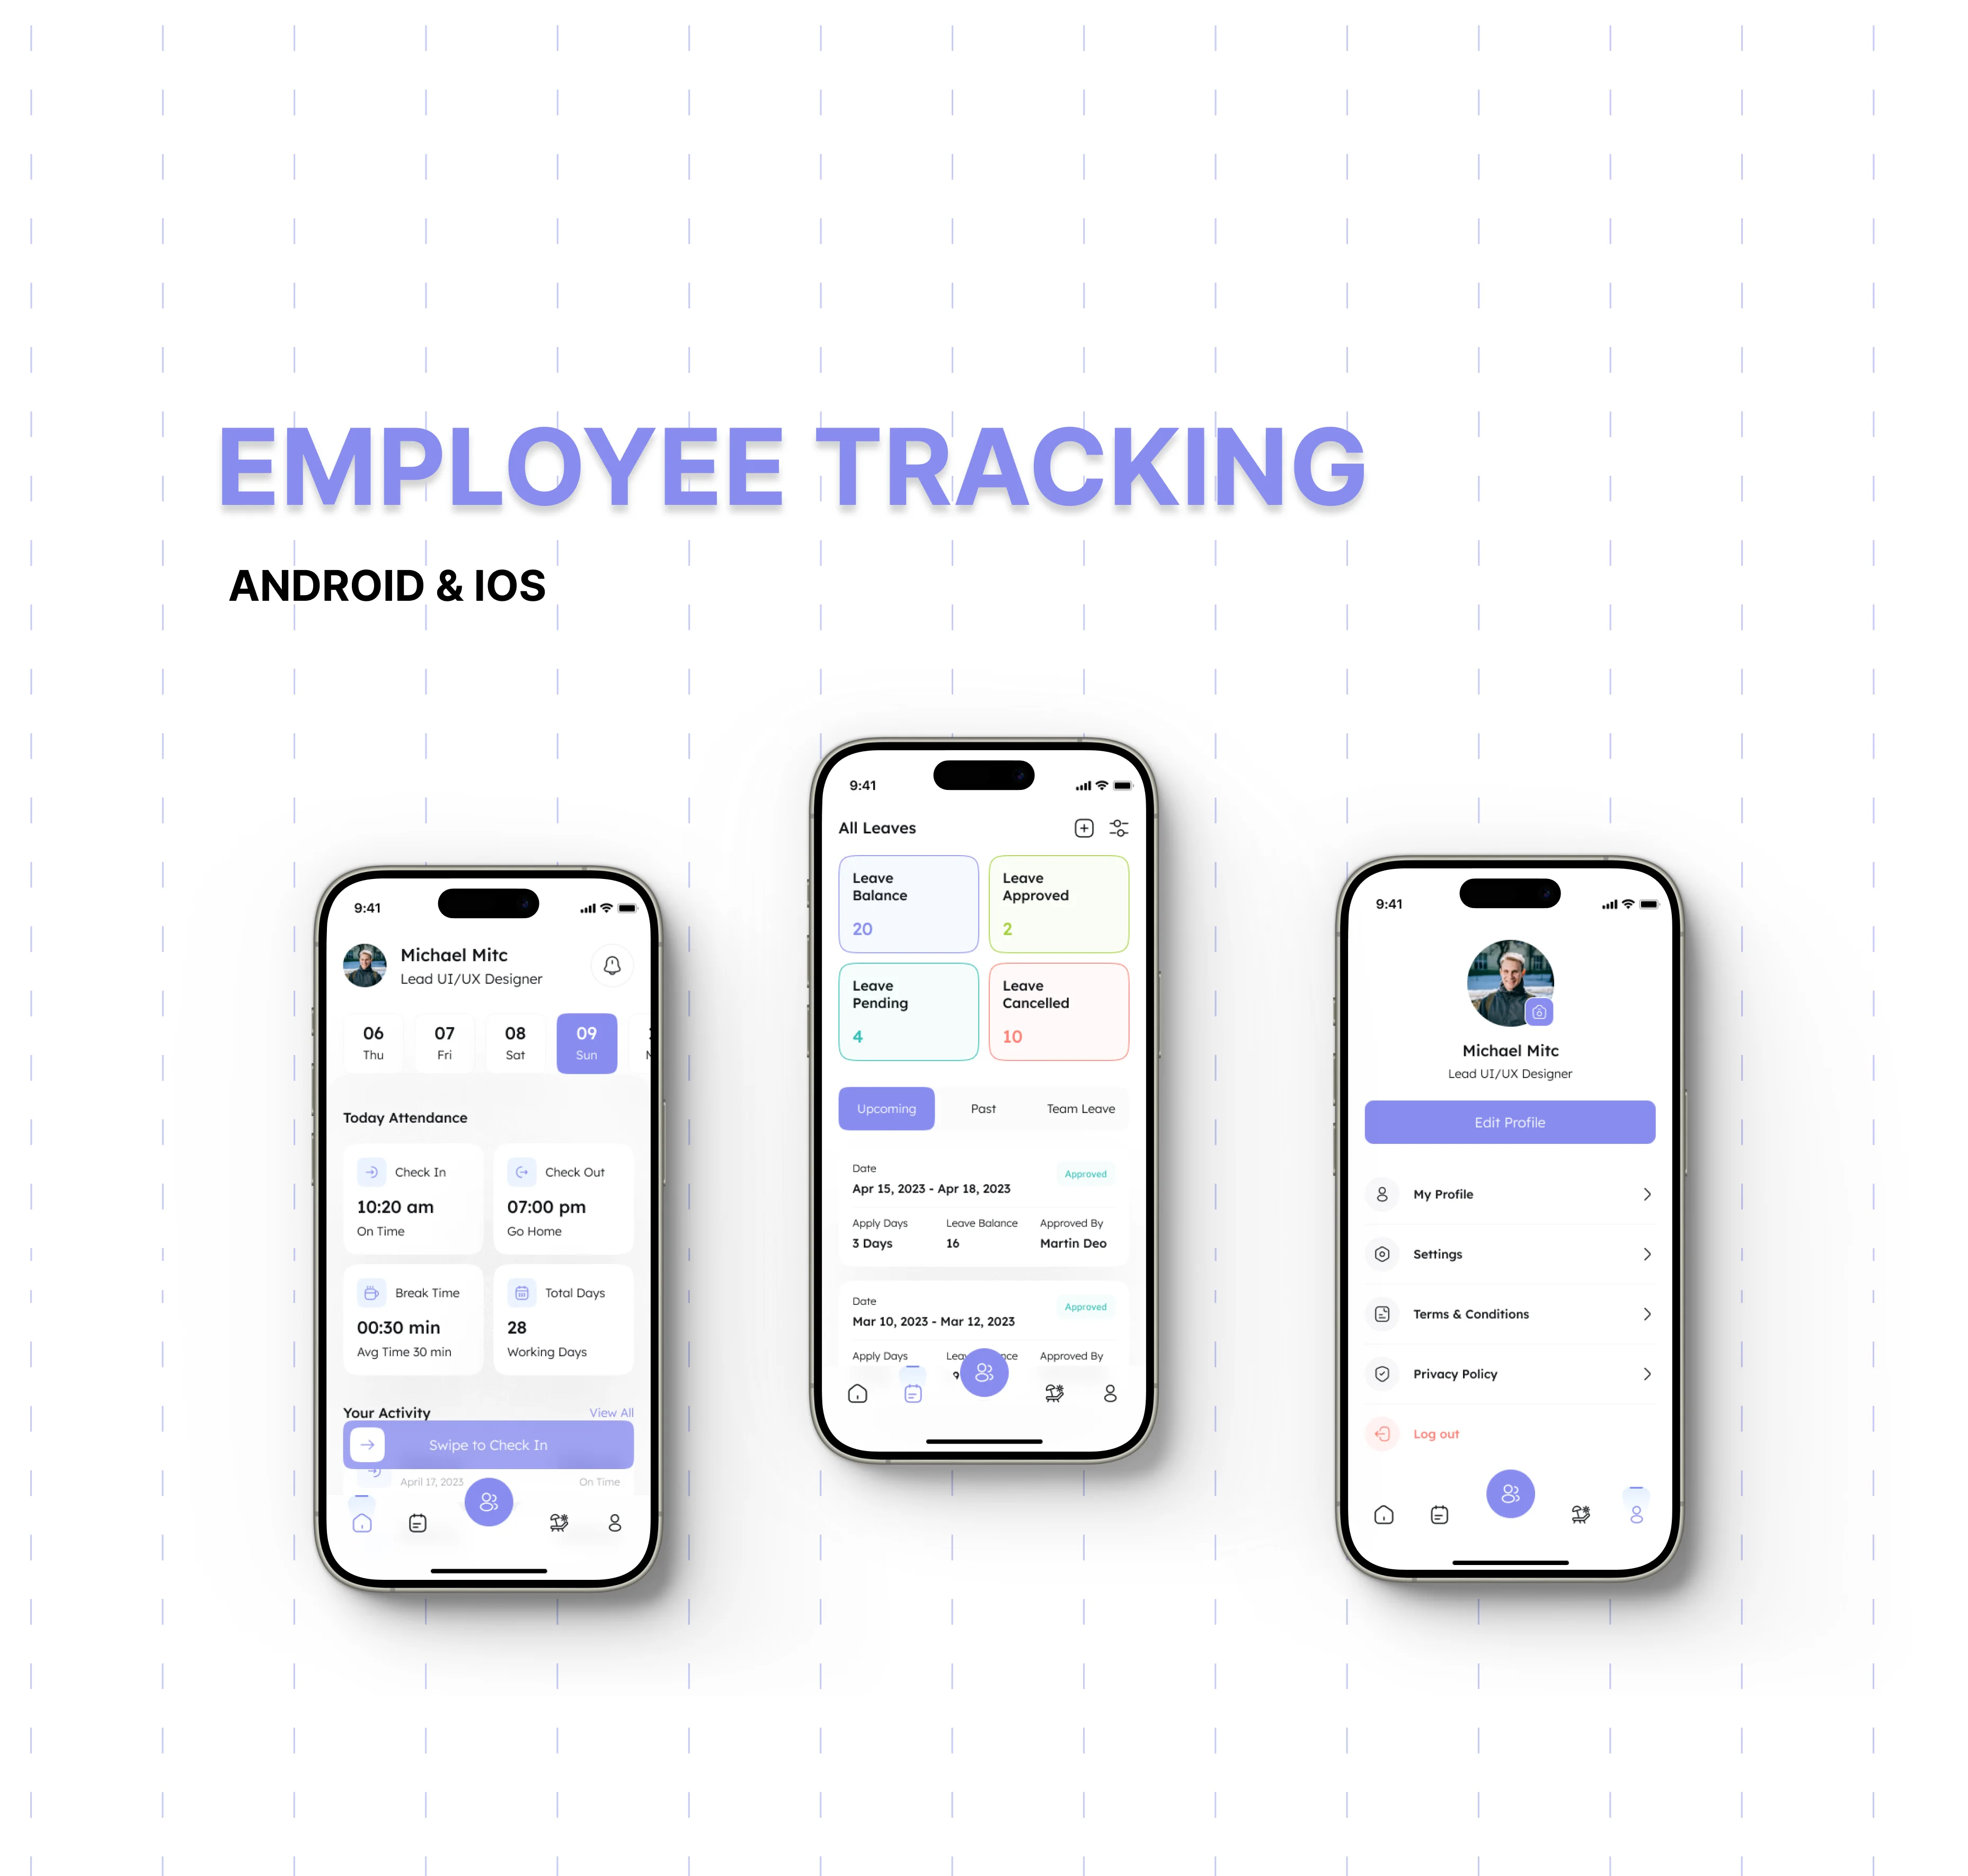 EMPLOYEE TRACKING
ANDROID & IOS
9:41
Michael Mitc
Lead UI/UX Designer
06 07 08 09
Thu Fri Sat Sun
Today Attendance
Check In Check Out
10:20 am 07:00 pm
On Time Go Home
Break Time Total Days
00:30 min 28
Avg Time 30 min Working Days
Your Activity View All
Swipe to Check In
April 17, 2023 On Time
9:41
All Leaves
Leave Leave
Balance Approved
20 2
Leave Leave
Pending Cancelled
4 10
Upcoming Past Team Leave
Date
Approved
Apr 15, 2023 - Apr 18, 2023
Apply Days Leave Balance Approved By
3 Days 16 Martin Deo
Date
Approved
Mar 10, 2023 - Mar 12, 2023
Apply Days Approved By
9:41
Michael Mitc
Lead UI/UX Designer
Edit Profile
My Profile
Settings
Terms & Conditions
Privacy Policy
Log out